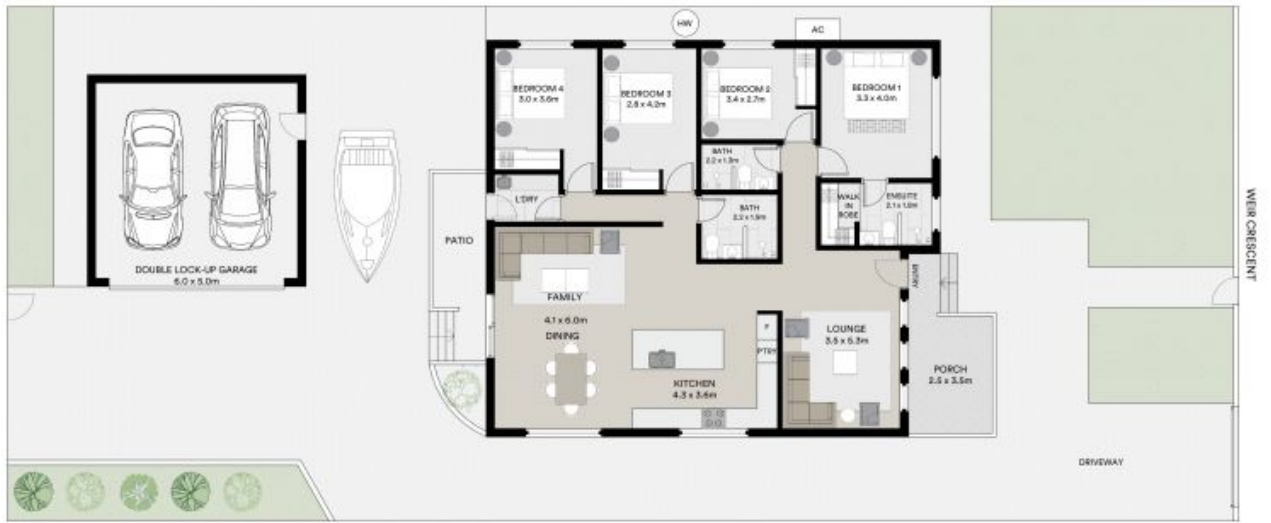 HW
AC
BEDROOM 4
3.0 x 3.6m
BEDROOM 3
2.8 x 4.2m
BEDROOM 2
3.4 x 2.7m
BEDROOM 1
3.3 x 4.0m
BATH
2.2 x 1.3m
L'DRY
BATH
2.2 x 1.9m
WALK
IN
ROBE
ENSUITE
PATIO
WEIR CRESCENT
DOUBLE LOCK-UP GARAGE
6.0 x 5.0m
FAMILY
4.1 x 6.0m
DINING
ENTRY
F
PTRY
LOUNGE
3.5 x 5.3m
KITCHEN
4.3 x 3.6m
PORCH
2.5 x 3.5m
DRIVEWAY